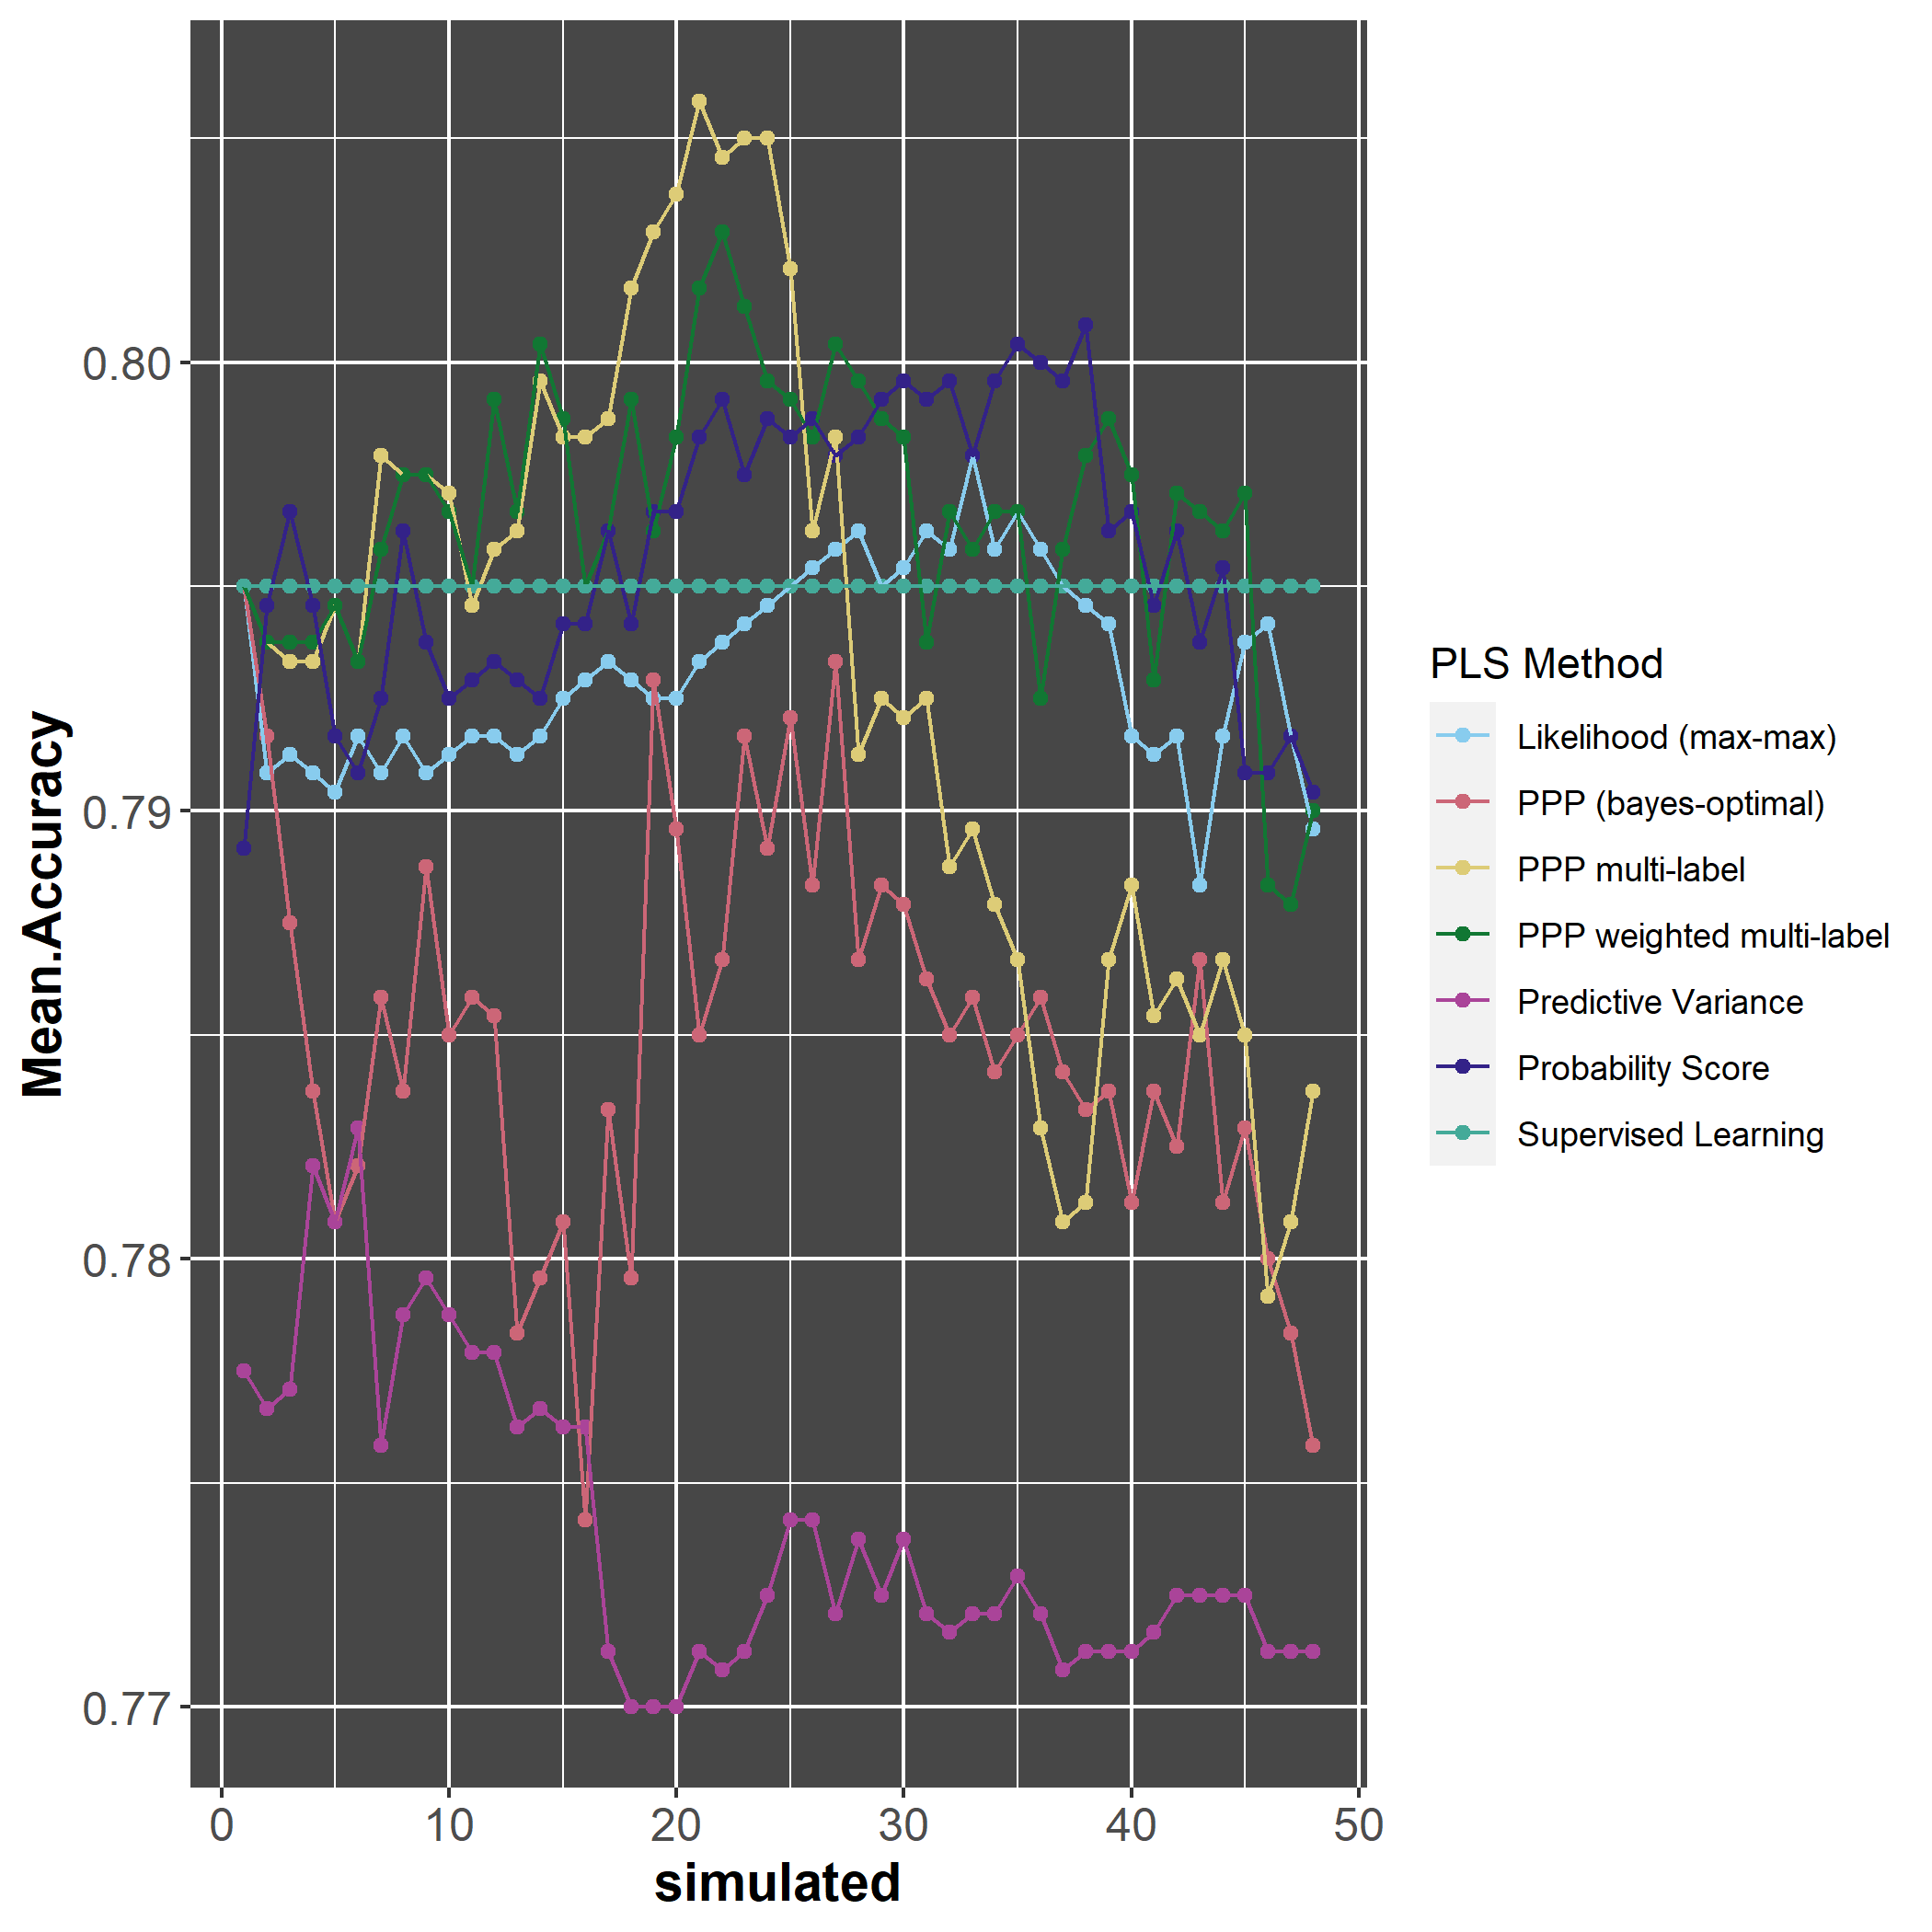 Mean.Accuracy
0.80
0.79
0.78
0.77
0 10 20 30 40 50
simulated
PLS Method
Likelihood (max-max)
PPP (bayes-optimal)
PPP multi-label
PPP weighted multi-label
Predictive Variance
Probability Score
Supervised Learning